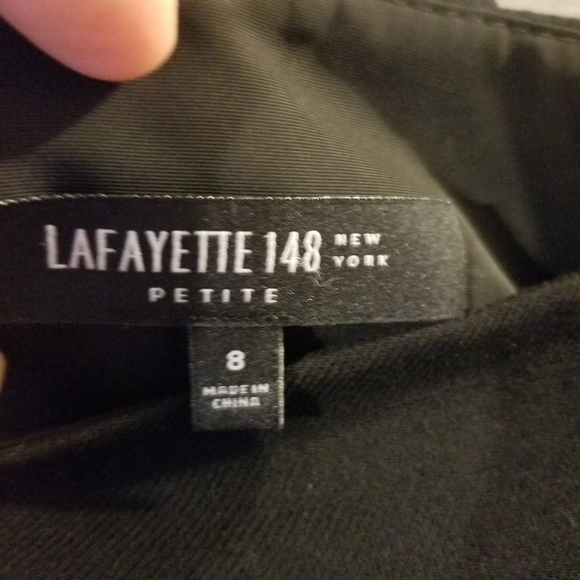 LAFAYETTE 148 NEW YORK
PETITE
8
MADE IN
CHINA